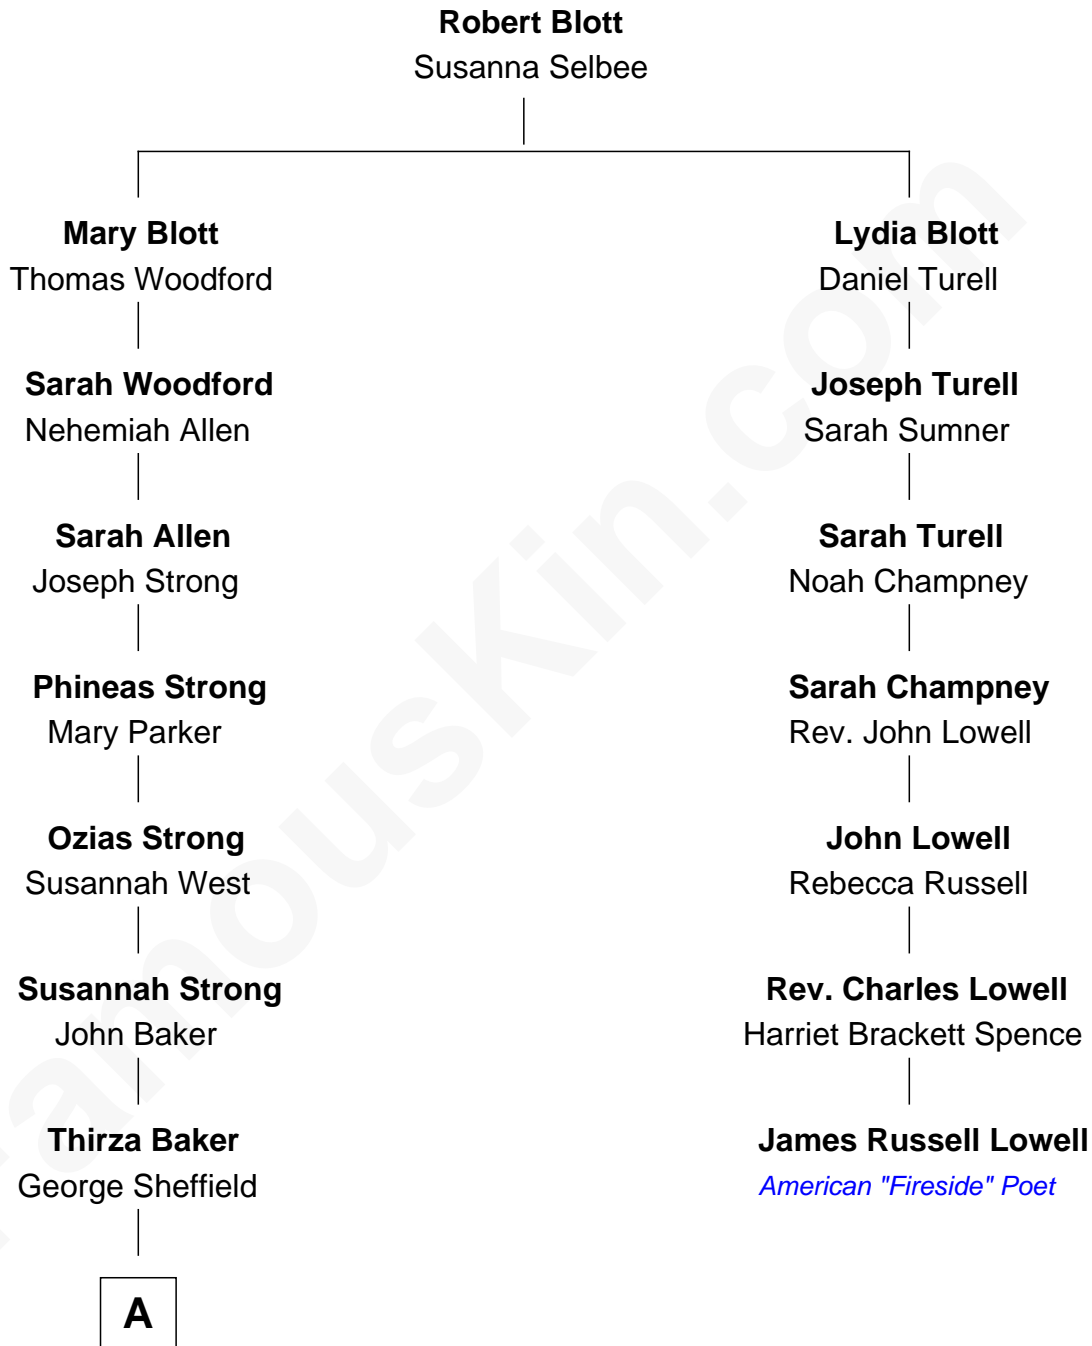 Robert Blott
Susanna Selbee
Mary Blott
Thomas Woodford
Lydia Blott
Daniel Turell
Sarah Woodford
Nehemiah Allen
Joseph Turell
Sarah Sumner
Sarah Allen
Joseph Strong
Sarah Turell
Noah Champney
Phineas Strong
Mary Parker
Sarah Champney
Rev. John Lowell
Ozias Strong
Susannah West
John Lowell
Rebecca Russell
Susannah Strong
John Baker
Rev. Charles Lowell
Harriet Brackett Spence
Thirza Baker
George Sheffield
James Russell Lowell
American "Fireside" Poet
A
FamousKin.com